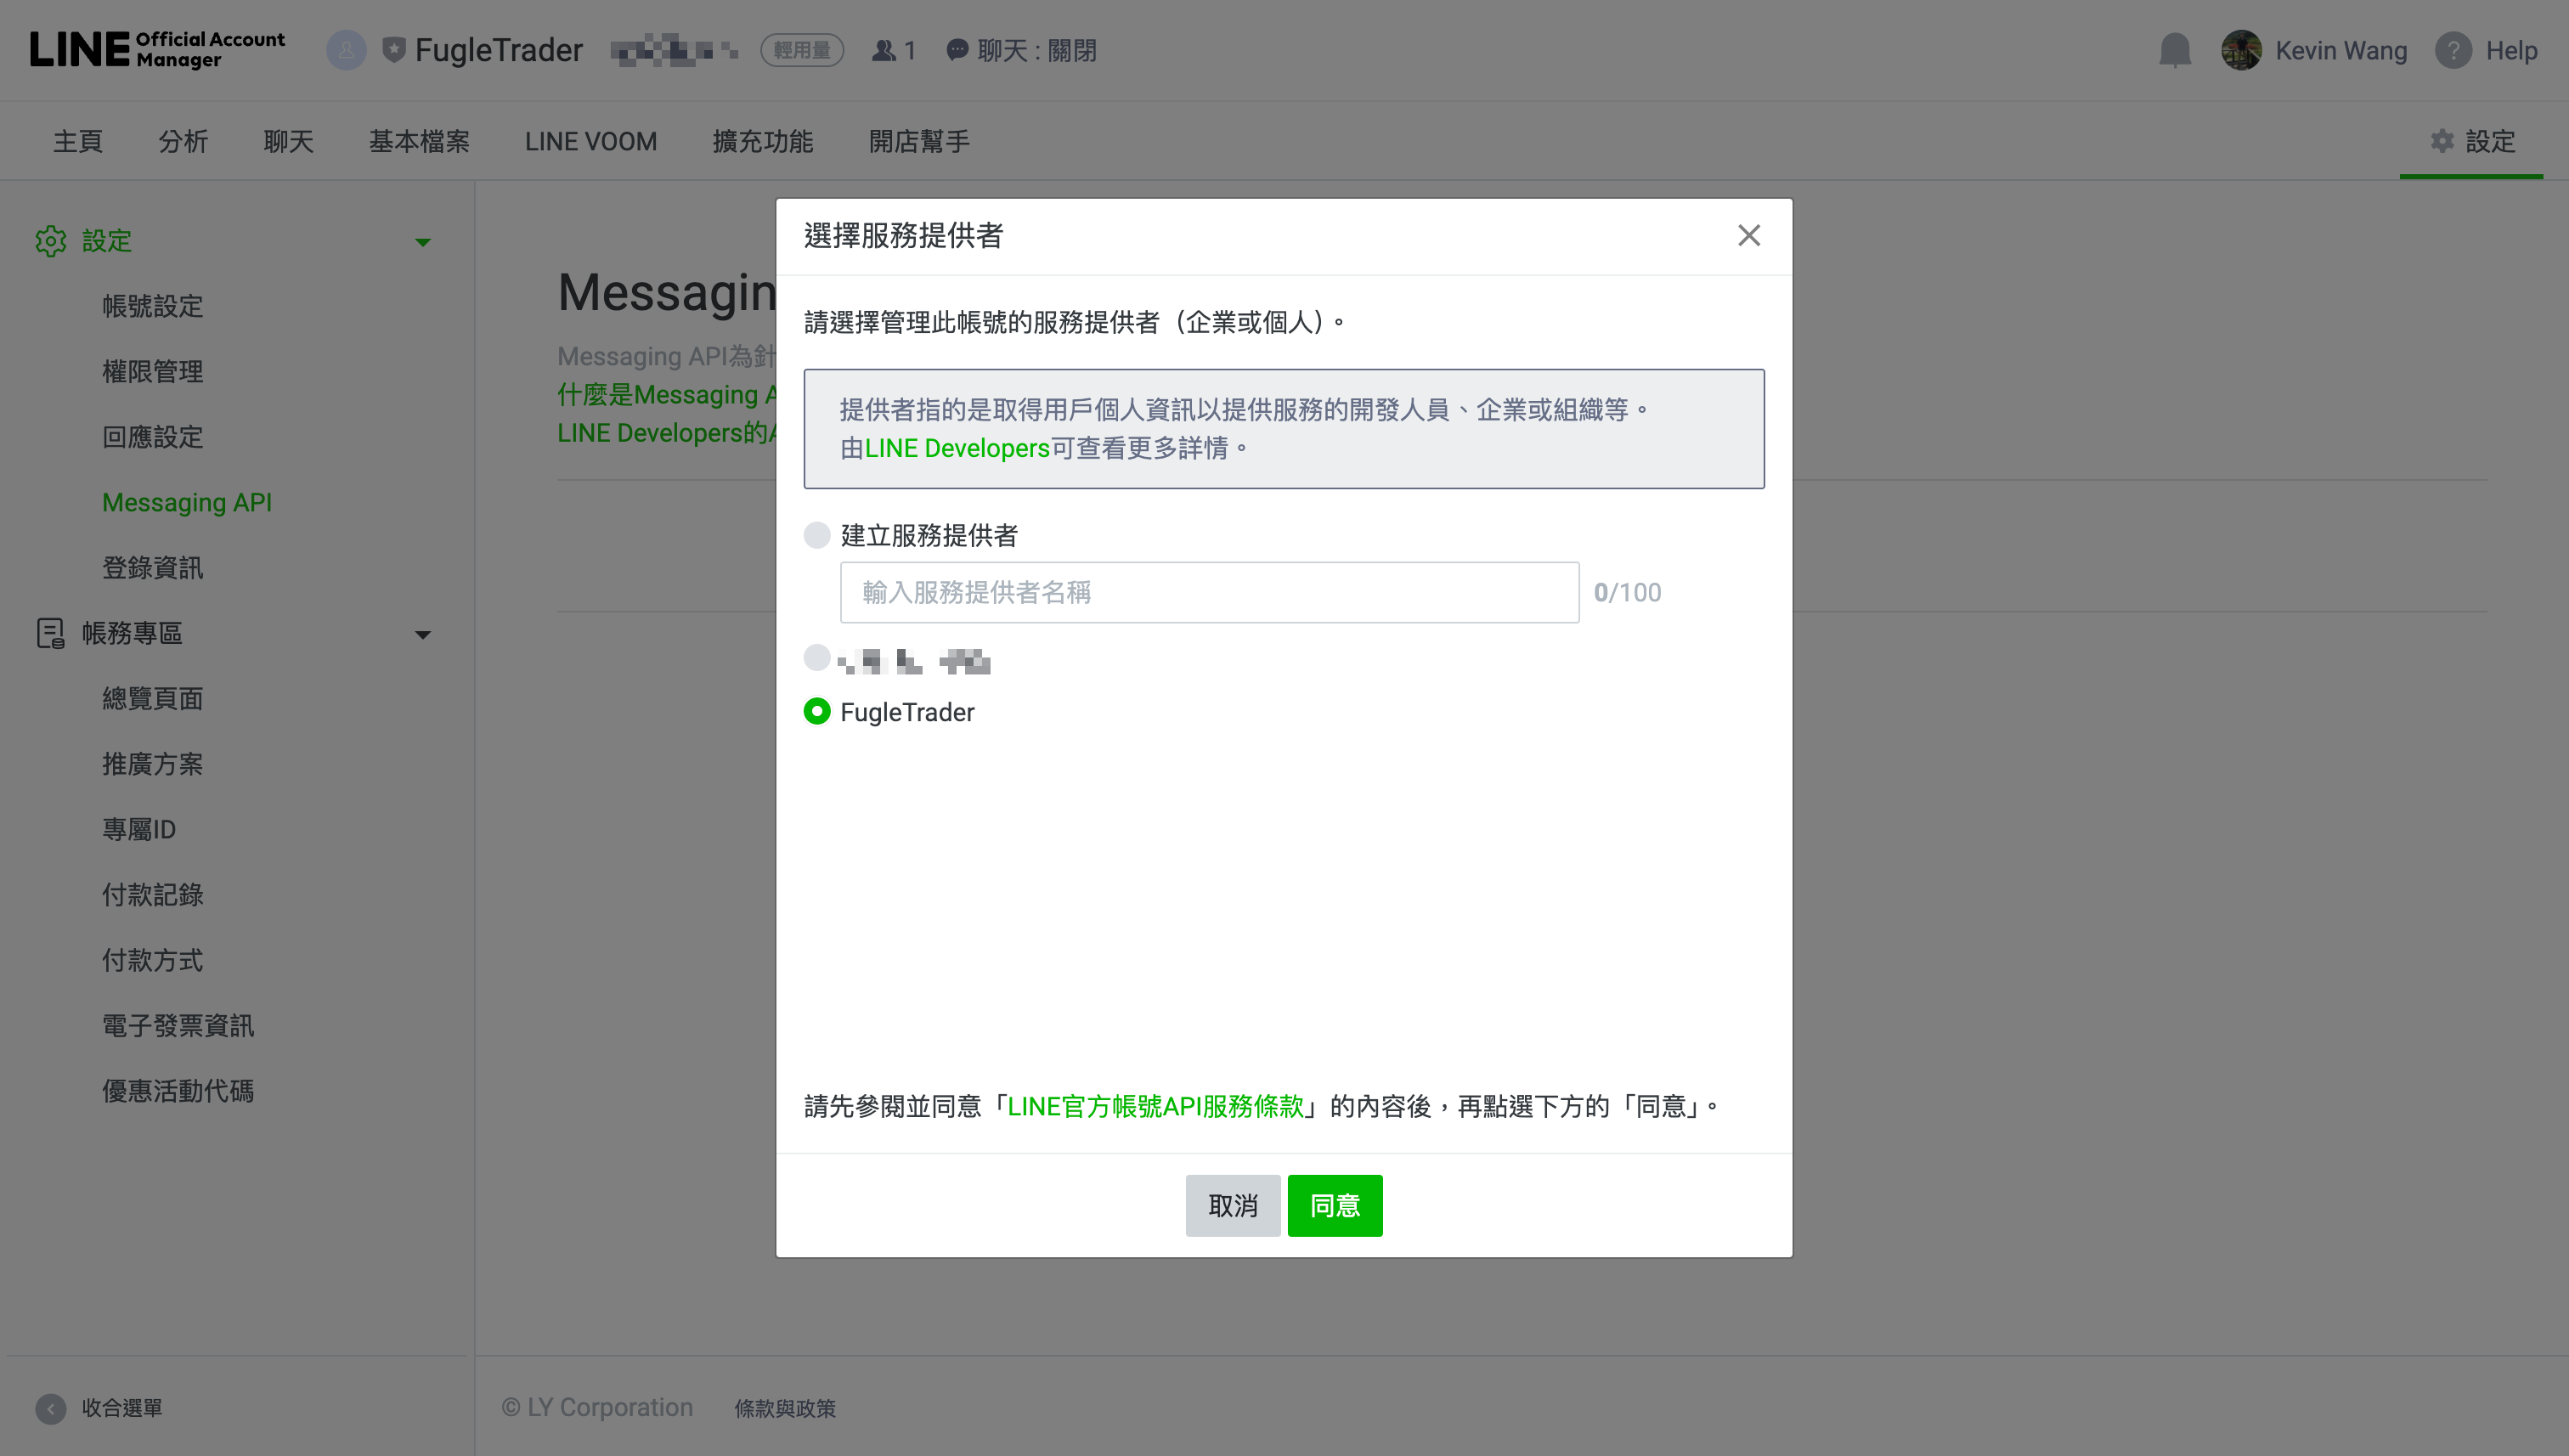 LINE Official Account Manager
FugleTrader
輕用量
1
聊天 : 關閉
Kevin Wang
? Help
主頁
分析
聊天
基本檔案
LINE VOOM
擴充功能
開店幫手
設定
設定
帳號設定
權限管理
回應設定
Messaging API
登錄資訊
帳務專區
總覽頁面
推廣方案
專屬ID
付款記錄
付款方式
電子發票資訊
優惠活動代碼
收合選單
Messagin
Messaging API為針
什麼是Messaging A
LINE Developers的A
選擇服務提供者
請選擇管理此帳號的服務提供者（企業或個人）。
提供者指的是取得用戶個人資訊以提供服務的開發人員、企業或組織等。
由LINE Developers可查看更多詳情。
建立服務提供者
輸入服務提供者名稱
0/100
FugleTrader
請先參閱並同意「LINE官方帳號API服務條款」的內容後，再點選下方的「同意」。
取消
同意
© LY Corporation
條款與政策